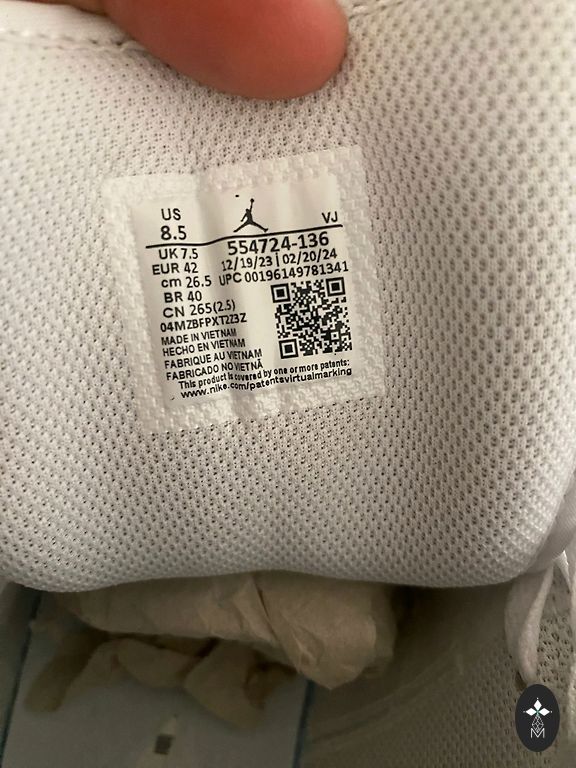 US
8.5
VJ
UK 7.5
554724-136
EUR 42
12/19/23 | 02/20/24
cm 26.5
UPC 00196149781341
BR 40
CN 265(2.5)
04MZBFPXT2Z3Z
MADE IN VIETNAM
HECHO EN VIETNAM
FABRIQUE AU VIETNAM
FABRICADO NO VIETNÃ
This product is covered by one or more patents:
www.nike.com/patentsvirtualmarking
M